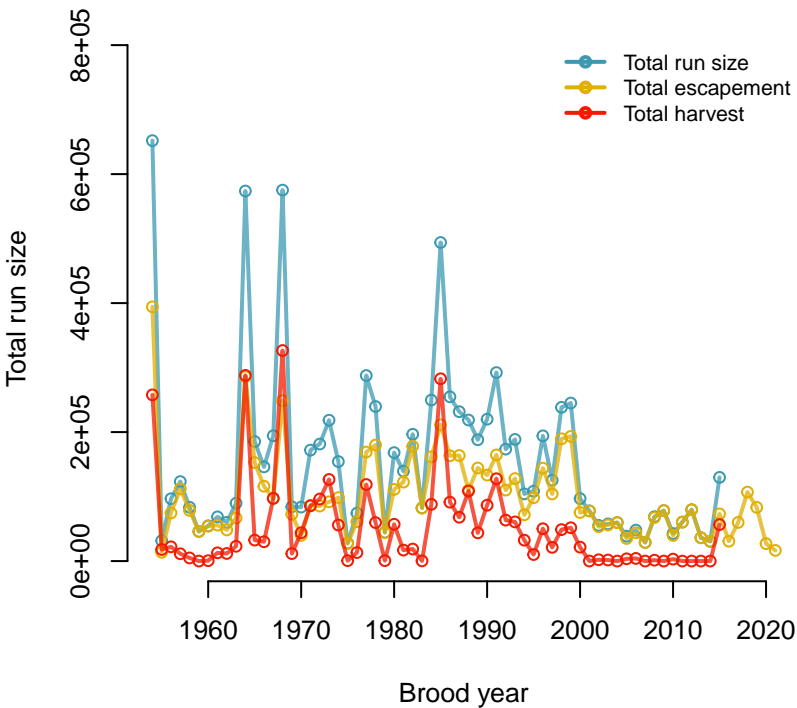 8e+05
6e+05
4e+05
2e+05
0e+00
Total run size
Total run size
Total escapement
Total harvest
1960
1970
1980
1990
2000
2010
2020
Brood year